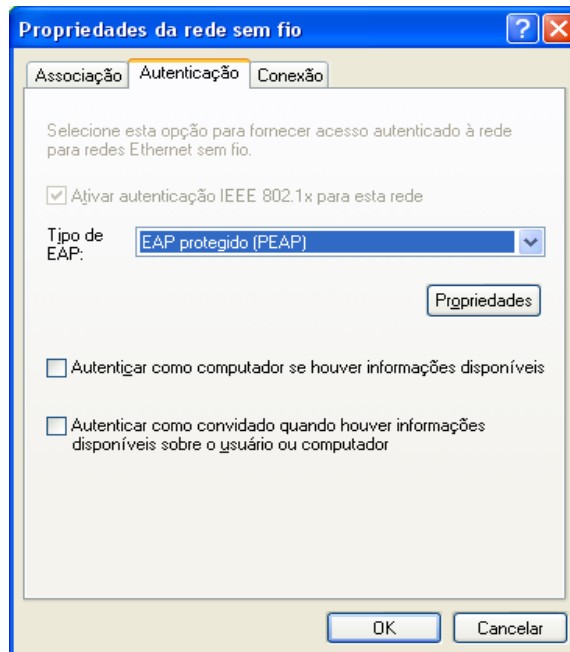 Propriedades da rede sem fio
Associação Autenticação Conexão
Selecione esta opção para fornecer acesso autenticado à rede
para redes Ethernet sem fio.
Ativar autenticação IEEE 802.1x para esta rede
Tipo de
EAP:
EAP protegido (PEAP)
Propriedades
Autenticar como computador se houver informações disponíveis
Autenticar como convidado quando houver informações
disponíveis sobre o usuário ou computador
OK Cancelar